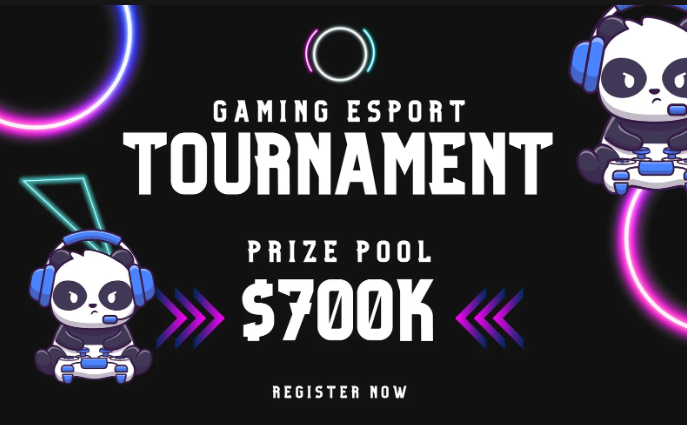 GAMING ESPORT
TOURNAMENT
PRIZE POOL
$700K
REGISTER NOW